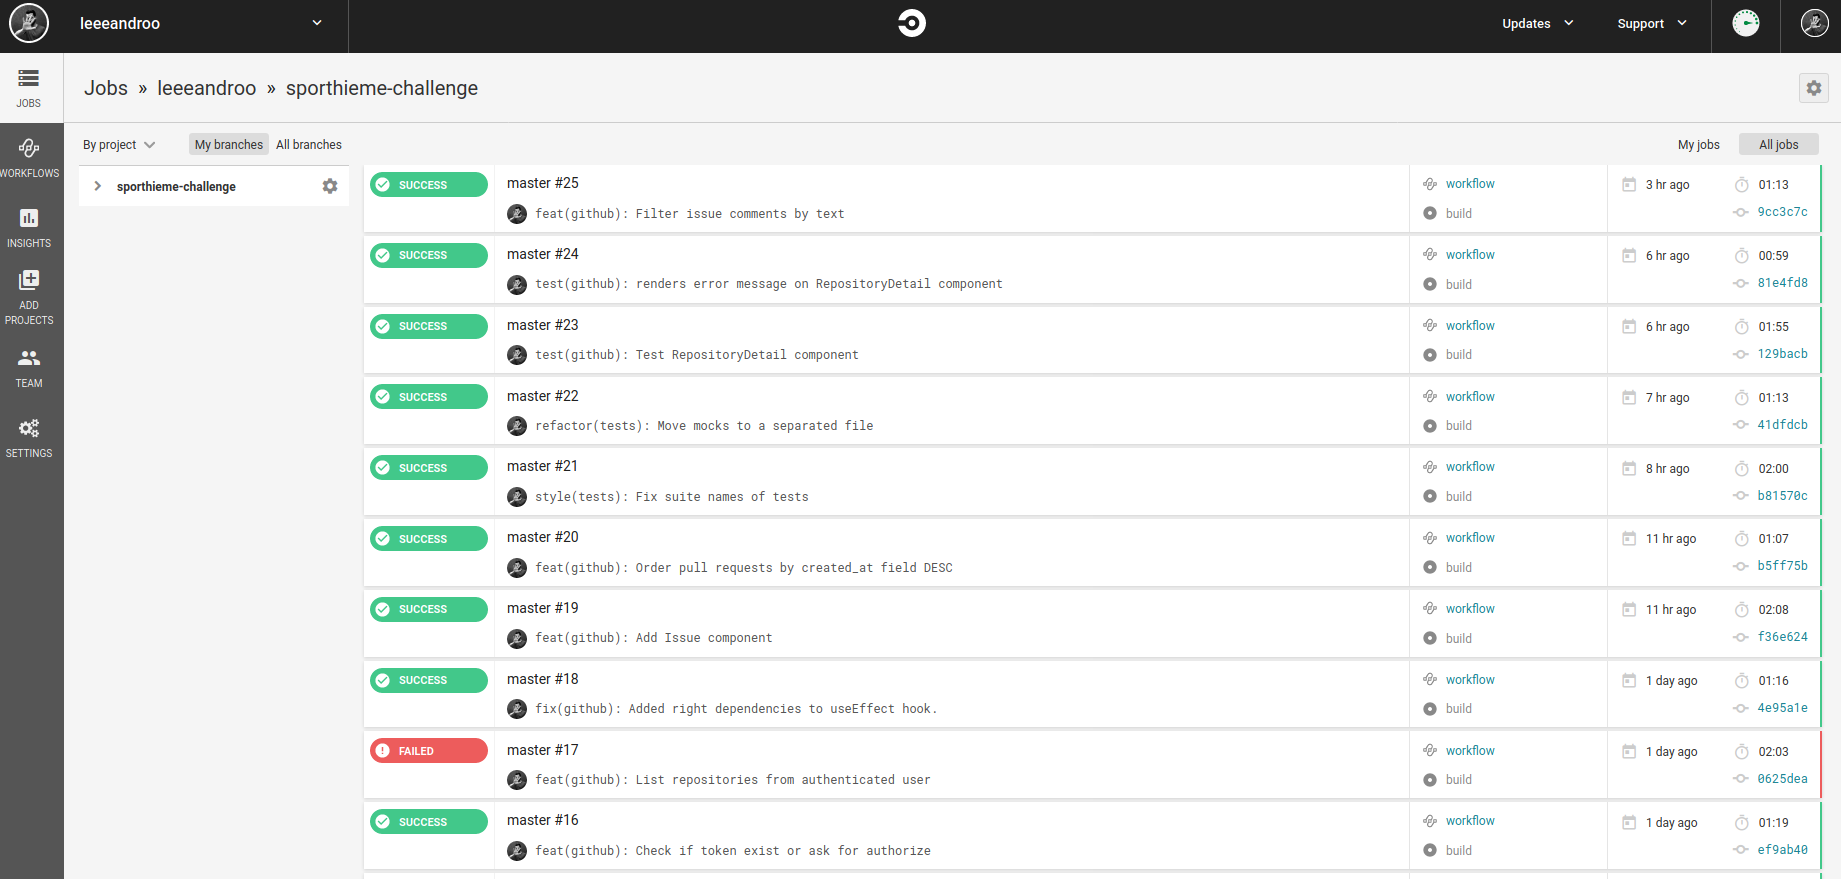 leeeandroo
Updates
Support
JOBS
WORKFLOWS
INSIGHTS
ADD
PROJECTS
TEAM
SETTINGS
Jobs » leeeandroo » sporthieme-challenge
By project
My branches
All branches
My jobs
All jobs
sporthieme-challenge
SUCCESS
master #25
feat(github): Filter issue comments by text
workflow
build
3 hr ago
01:13
9cc3c7c
SUCCESS
master #24
test(github): renders error message on RepositoryDetail component
workflow
build
6 hr ago
00:59
81e4fd8
SUCCESS
master #23
test(github): Test RepositoryDetail component
workflow
build
6 hr ago
01:55
129bacb
SUCCESS
master #22
refactor(tests): Move mocks to a separated file
workflow
build
7 hr ago
01:13
41dfdcb
SUCCESS
master #21
style(tests): Fix suite names of tests
workflow
build
8 hr ago
02:00
b81570c
SUCCESS
master #20
feat(github): Order pull requests by created_at field DESC
workflow
build
11 hr ago
01:07
b5ff75b
SUCCESS
master #19
feat(github): Add Issue component
workflow
build
11 hr ago
02:08
f36e624
SUCCESS
master #18
fix(github): Added right dependencies to useEffect hook.
workflow
build
1 day ago
01:16
4e95a1e
FAILED
master #17
feat(github): List repositories from authenticated user
workflow
build
1 day ago
02:03
0625dea
SUCCESS
master #16
feat(github): Check if token exist or ask for authorize
workflow
build
1 day ago
01:19
ef9ab40